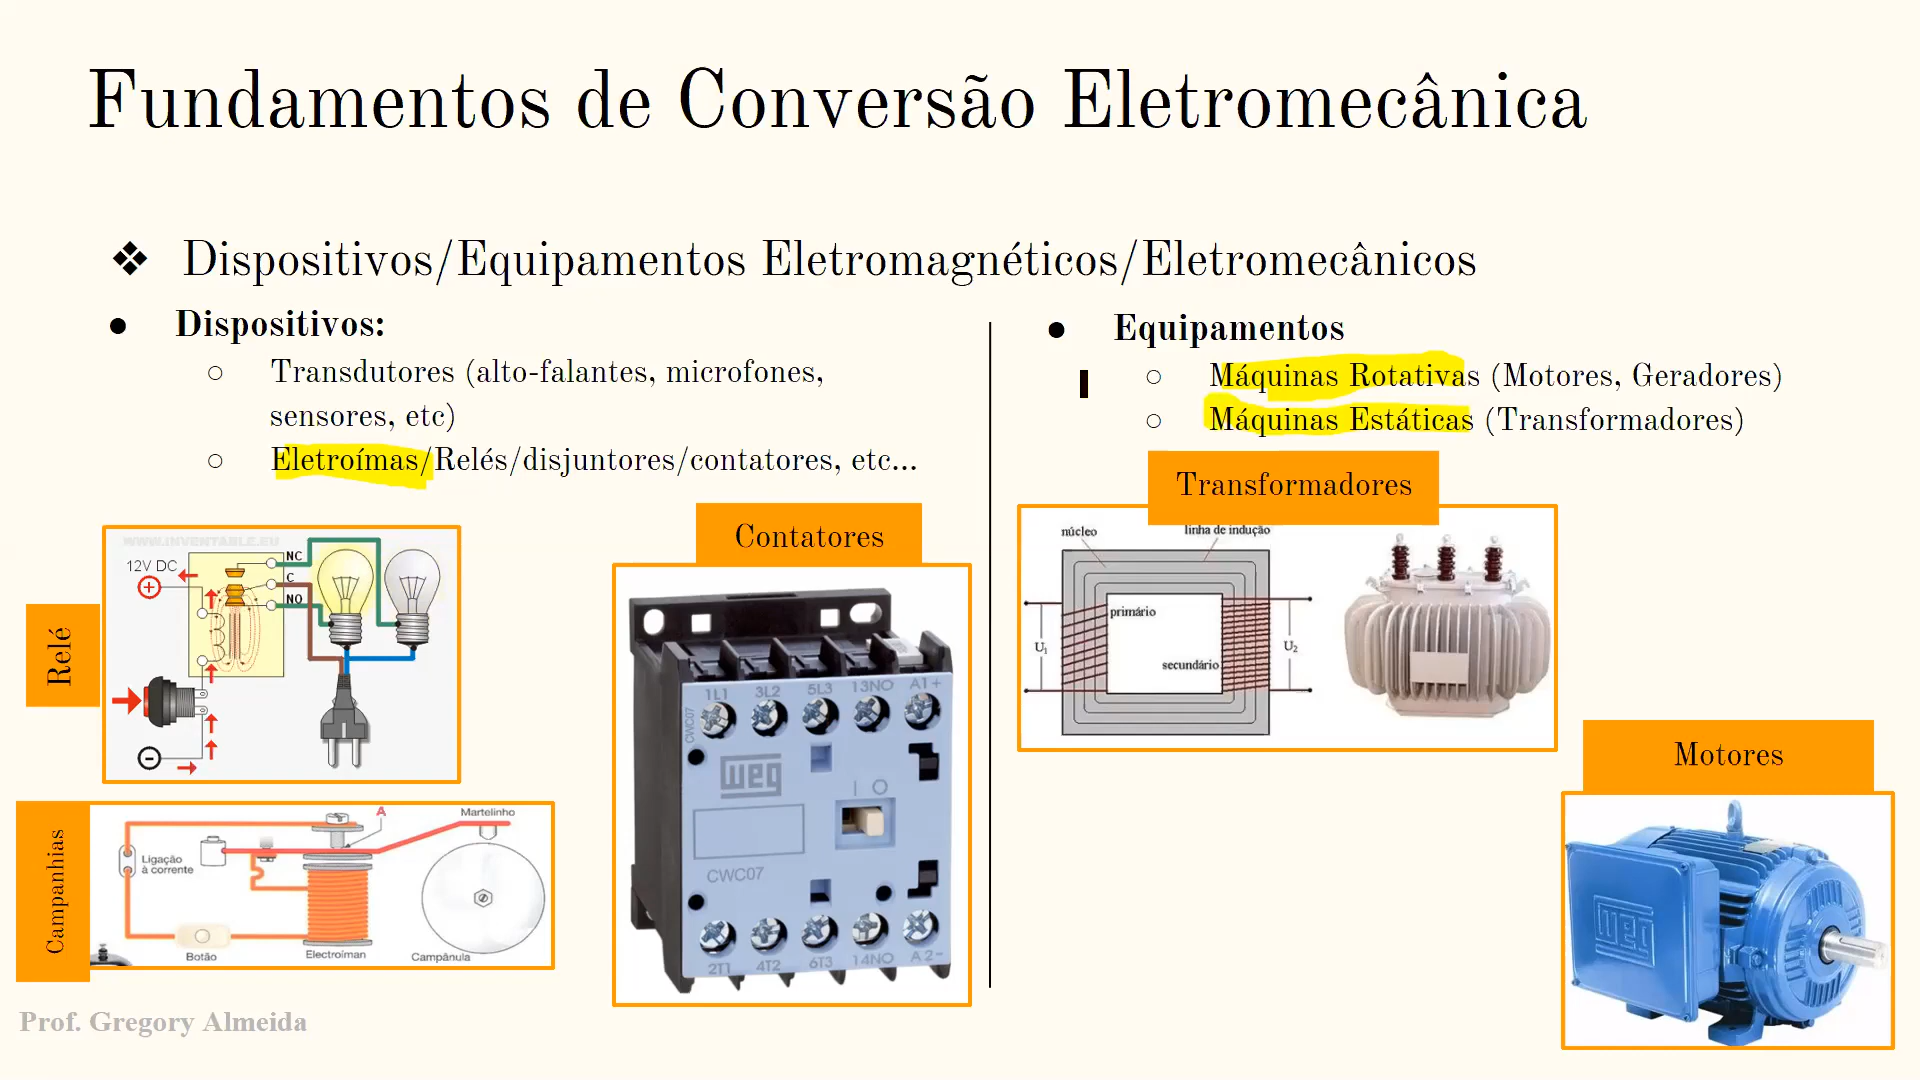 Fundamentos de Conversão Eletromecânica
❖ Dispositivos/Equipamentos Eletromagnéticos/Eletromecânicos
● Dispositivos:
○ Transdutores (alto-falantes, microfones,
sensores, etc)
○ Eletroímas/Relés/disjuntores/contatores, etc...
● Equipamentos
○ Máquinas Rotativas (Motores, Geradores)
○ Máquinas Estáticas (Transformadores)
Relé
WWW.INVENTABLE.EU
12V DC
NC
C
NO
Campanhias
A
Martelinho
Ligação
à corrente
Botão
Electroíman
Campânula
Contatores
1L1 3L2 5L3 13NO A1+
CWC07
WEG
I O
CWC07
2T1 4T2 6T3 14NO A2-
Transformadores
núcleo
linha de indução
primário
U1
U2
secundário
Motores
WEG
Prof. Gregory Almeida